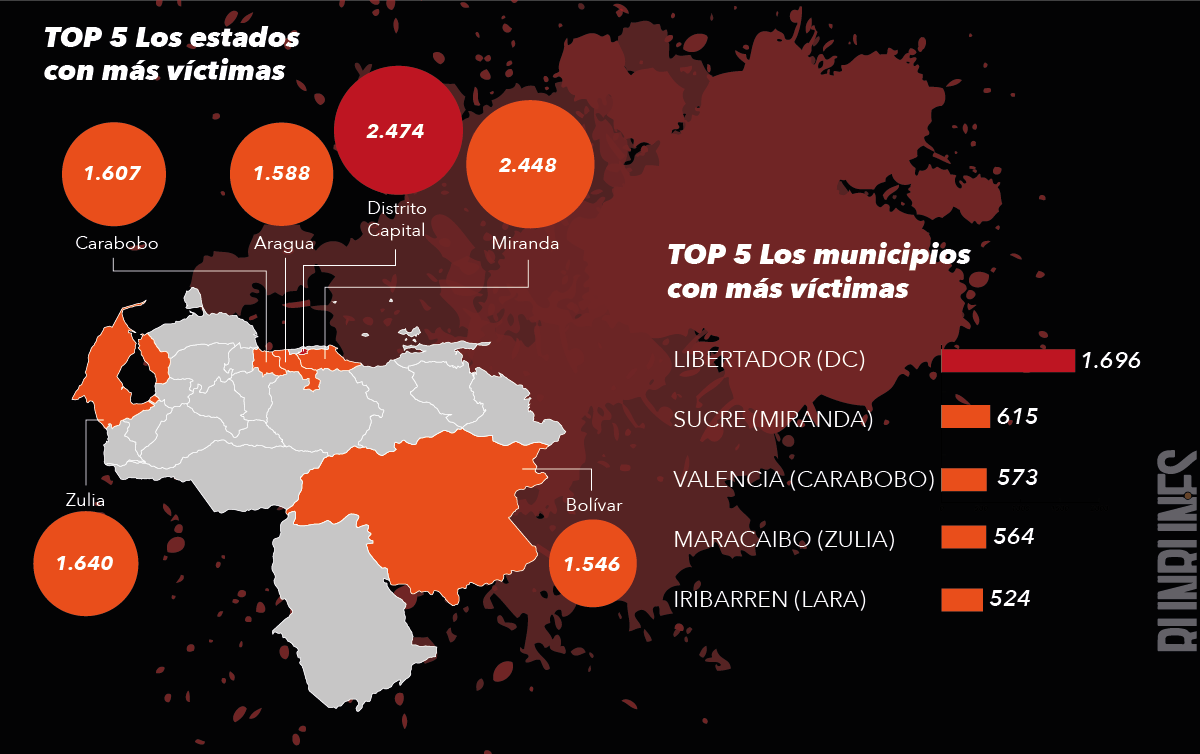 TOP 5 Los estados
con más víctimas
1.607
Carabobo
1.588
Aragua
2.474
Distrito
Capital
2.448
Miranda
Zulia
1.640
Bolívar
1.546
TOP 5 Los municipios
con más víctimas
LIBERTADOR (DC) 1.696
SUCRE (MIRANDA) 615
VALENCIA (CARABOBO) 573
MARACAIBO (ZULIA) 564
IRIBARREN (LARA) 524
RUNRUN.ES